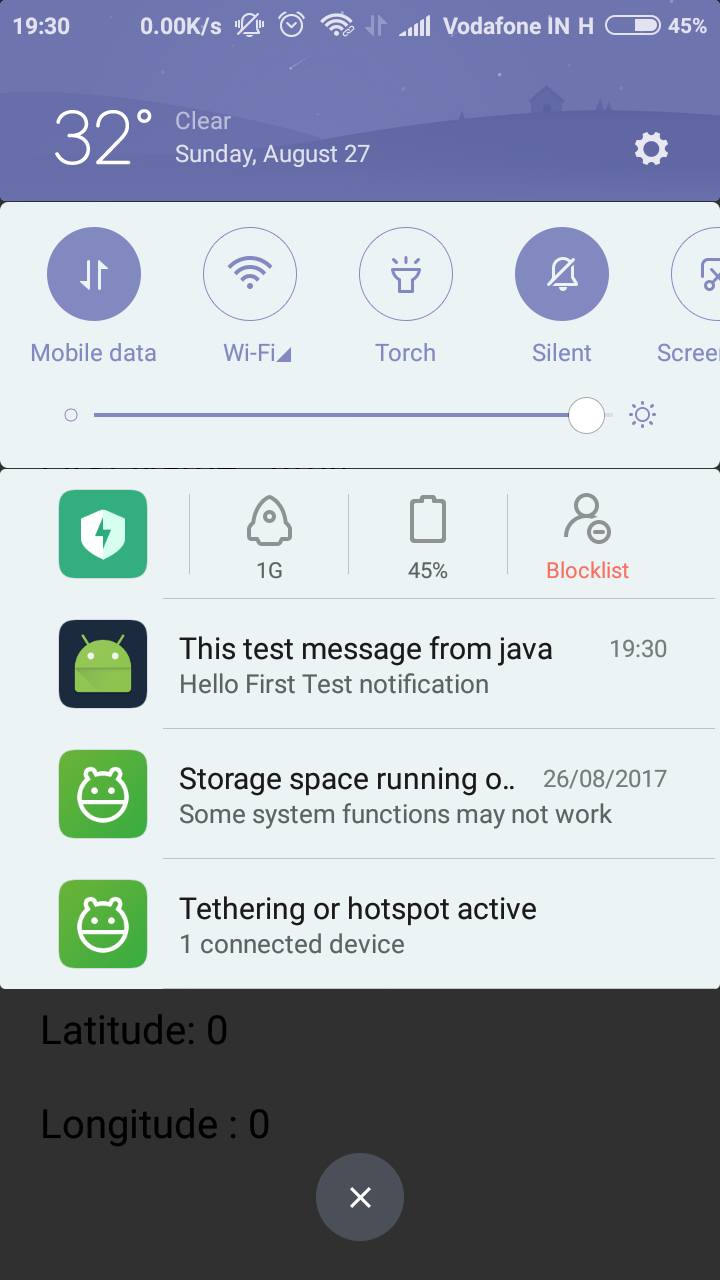 19:30 0.00K/s Vodafone IN H 45%
32° Clear
Sunday, August 27
Mobile data Wi-Fi Torch Silent Scree
1G 45% Blocklist
This test message from java 19:30
Hello First Test notification
Storage space running o.. 26/08/2017
Some system functions may not work
Tethering or hotspot active
1 connected device
Latitude: 0
Longitude : 0